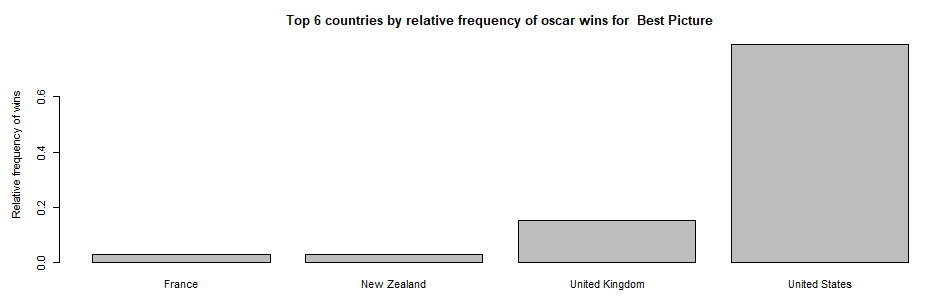 Top 6 countries by relative frequency of oscar wins for  Best Picture
Relative frequency of wins
0.6
0.4
0.2
0.0
France
New Zealand
United Kingdom
United States